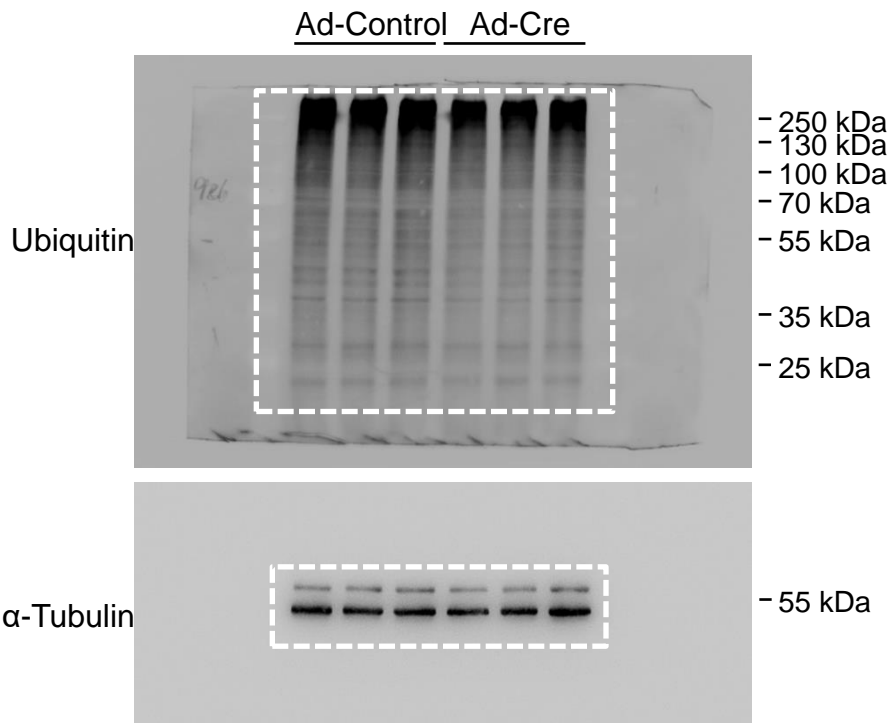 Ad-Control Ad-Cre
Ubiquitin
250 kDa
130 kDa
100 kDa
70 kDa
55 kDa
35 kDa
25 kDa
α-Tubulin
55 kDa